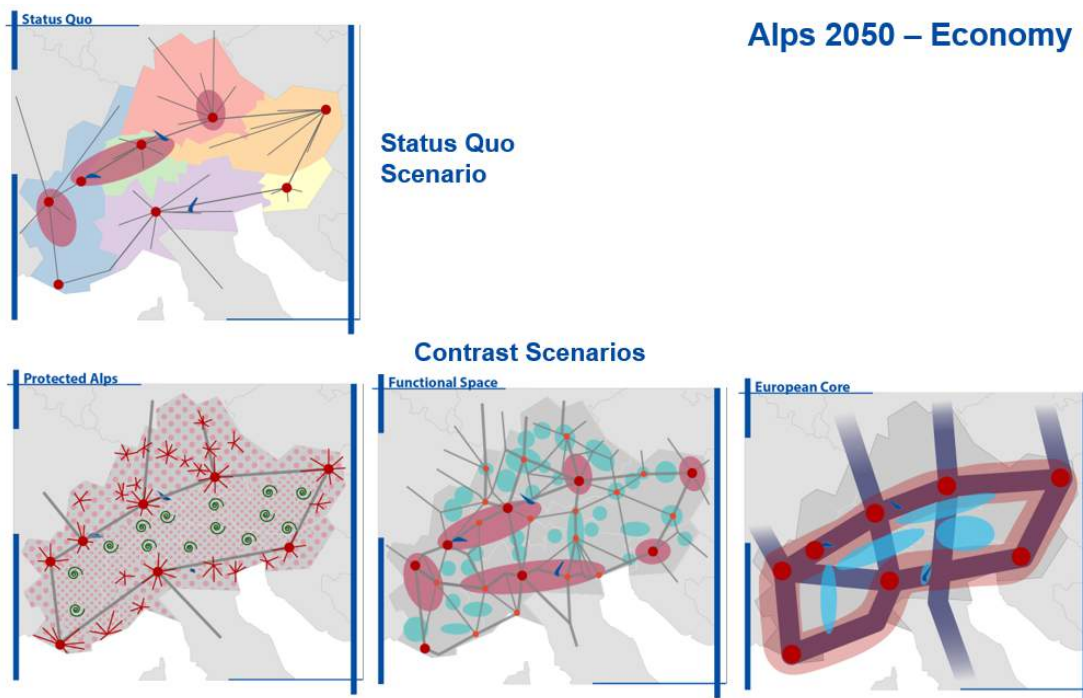 Status Quo
Alps 2050 – Economy
Status Quo
Scenario
Contrast Scenarios
Protected Alps
Functional Space
European Core